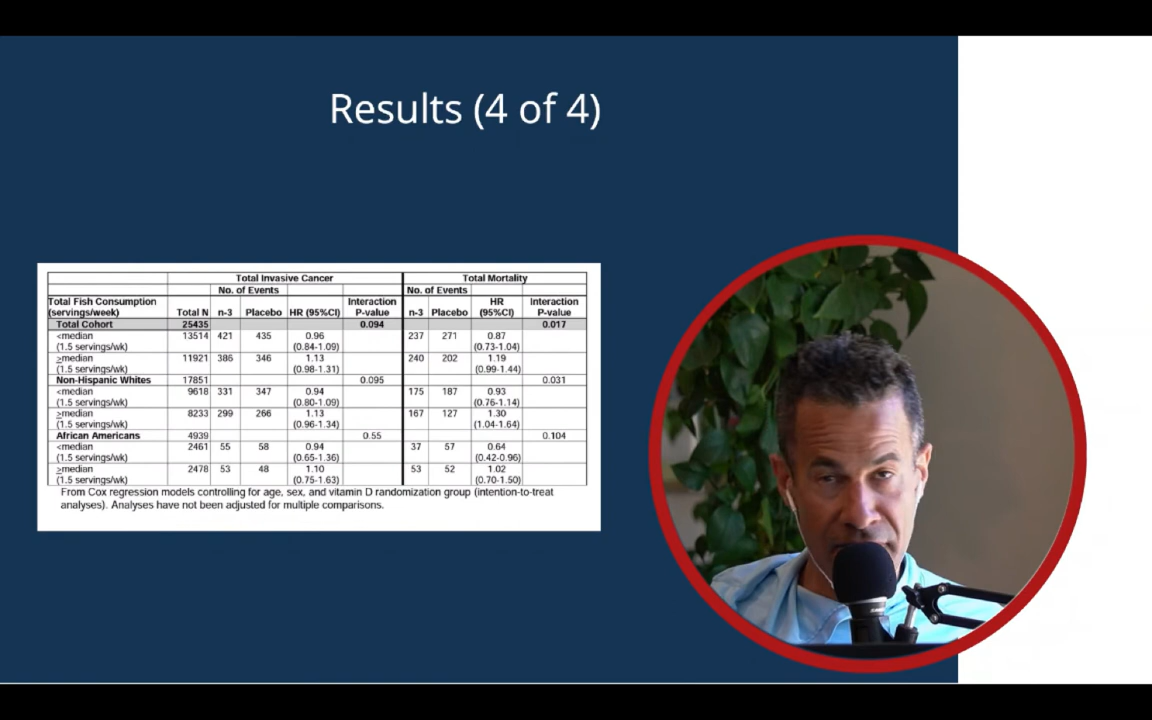 Results (4 of 4)
Total Invasive Cancer Total Mortality
No. of Events No. of Events
Total Fish Consumption (servings/week) Total N n-3 Placebo HR (95%CI) Interaction P-value n-3 Placebo HR (95%CI) Interaction P-value
Total Cohort 25435 0.094 0.017
<median 13514 421 435 0.96 237 271 0.87
(1.5 servings/wk) (0.84-1.09) (0.73-1.04)
≥median 11921 386 346 1.13 240 202 1.19
(1.5 servings/wk) (0.98-1.31) (0.99-1.44)
Non-Hispanic Whites 17851 0.095 0.031
<median 9618 331 347 0.94 175 187 0.93
(1.5 servings/wk) (0.80-1.09) (0.76-1.14)
≥median 8233 299 266 1.13 167 127 1.30
(1.5 servings/wk) (0.96-1.34) (1.04-1.64)
African Americans 4939 0.55 0.104
<median 2461 55 58 0.94 37 57 0.64
(1.5 servings/wk) (0.65-1.36) (0.42-0.96)
≥median 2478 53 48 1.10 53 52 1.02
(1.5 servings/wk) (0.75-1.63) (0.70-1.50)
From Cox regression models controlling for age, sex, and vitamin D randomization group (intention-to-treat
analyses). Analyses have not been adjusted for multiple comparisons.